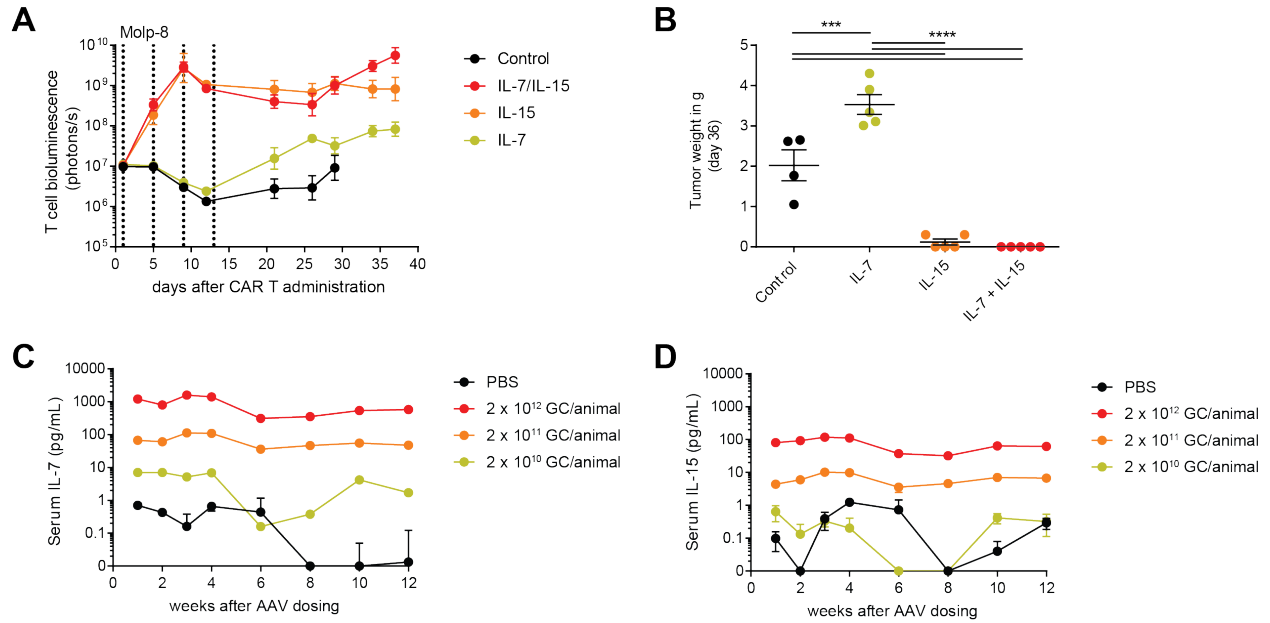 A
Molp-8
T cell bioluminescence
(photons/s)
10^10
10^9
10^8
10^7
10^6
10^5
0 5 10 15 20 25 30 35 40
days after CAR T administration
Control
IL-7/IL-15
IL-15
IL-7
B
***
****
Tumor weight in g
(day 36)
5
4
3
2
1
0
Control
IL-7
IL-15
IL-7 + IL-15
C
Serum IL-7 (pg/mL)
10000
1000
100
10
1
0.1
0
0 2 4 6 8 10 12
weeks after AAV dosing
PBS
2 x 10^12 GC/animal
2 x 10^11 GC/animal
2 x 10^10 GC/animal
D
Serum IL-15 (pg/mL)
10000
1000
100
10
1
0.1
0
0 2 4 6 8 10 12
weeks after AAV dosing
PBS
2 x 10^12 GC/animal
2 x 10^11 GC/animal
2 x 10^10 GC/animal